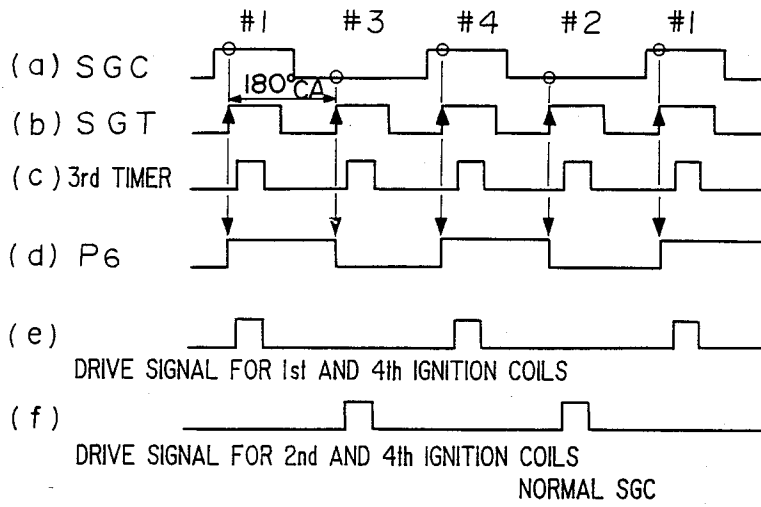 #1 #3 #4 #2 #1
(a) SGC
180°CA
(b) SGT
(c) 3rd TIMER
(d) P6
(e)
DRIVE SIGNAL FOR 1st AND 4th IGNITION COILS
(f)
DRIVE SIGNAL FOR 2nd AND 4th IGNITION COILS
NORMAL SGC